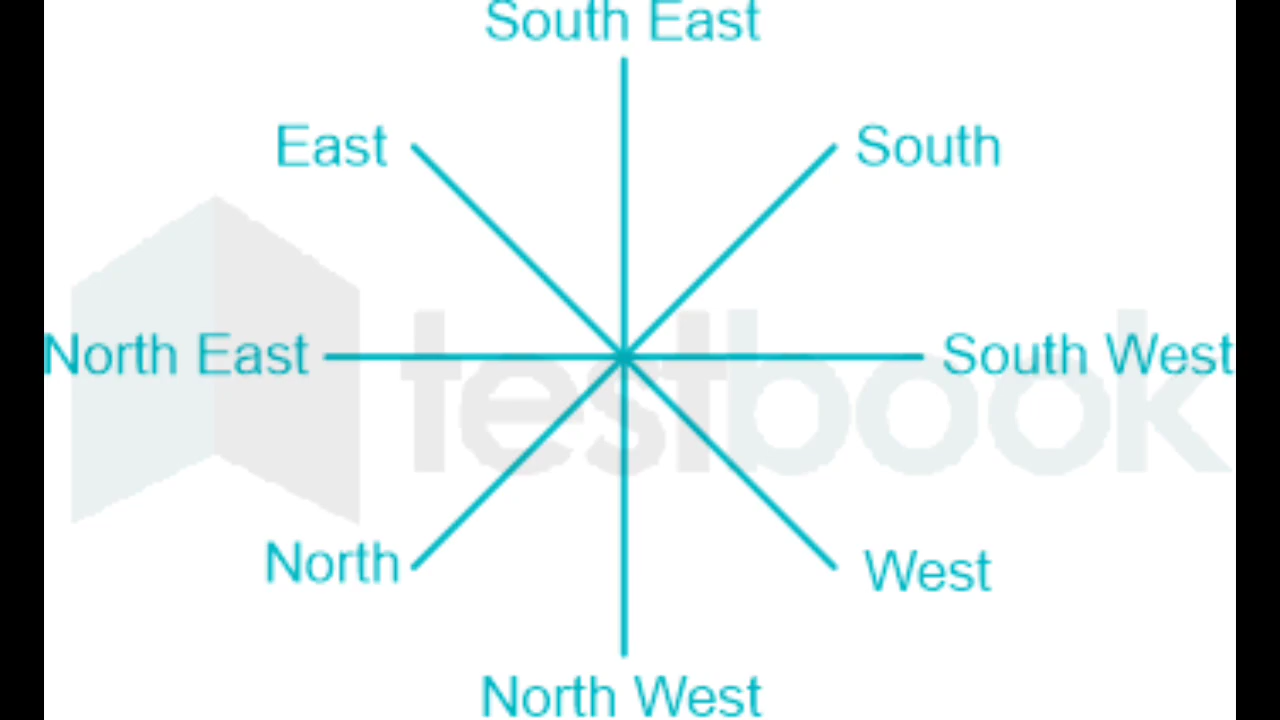 South East
East
South
North East
South West
testbook
North
West
North West